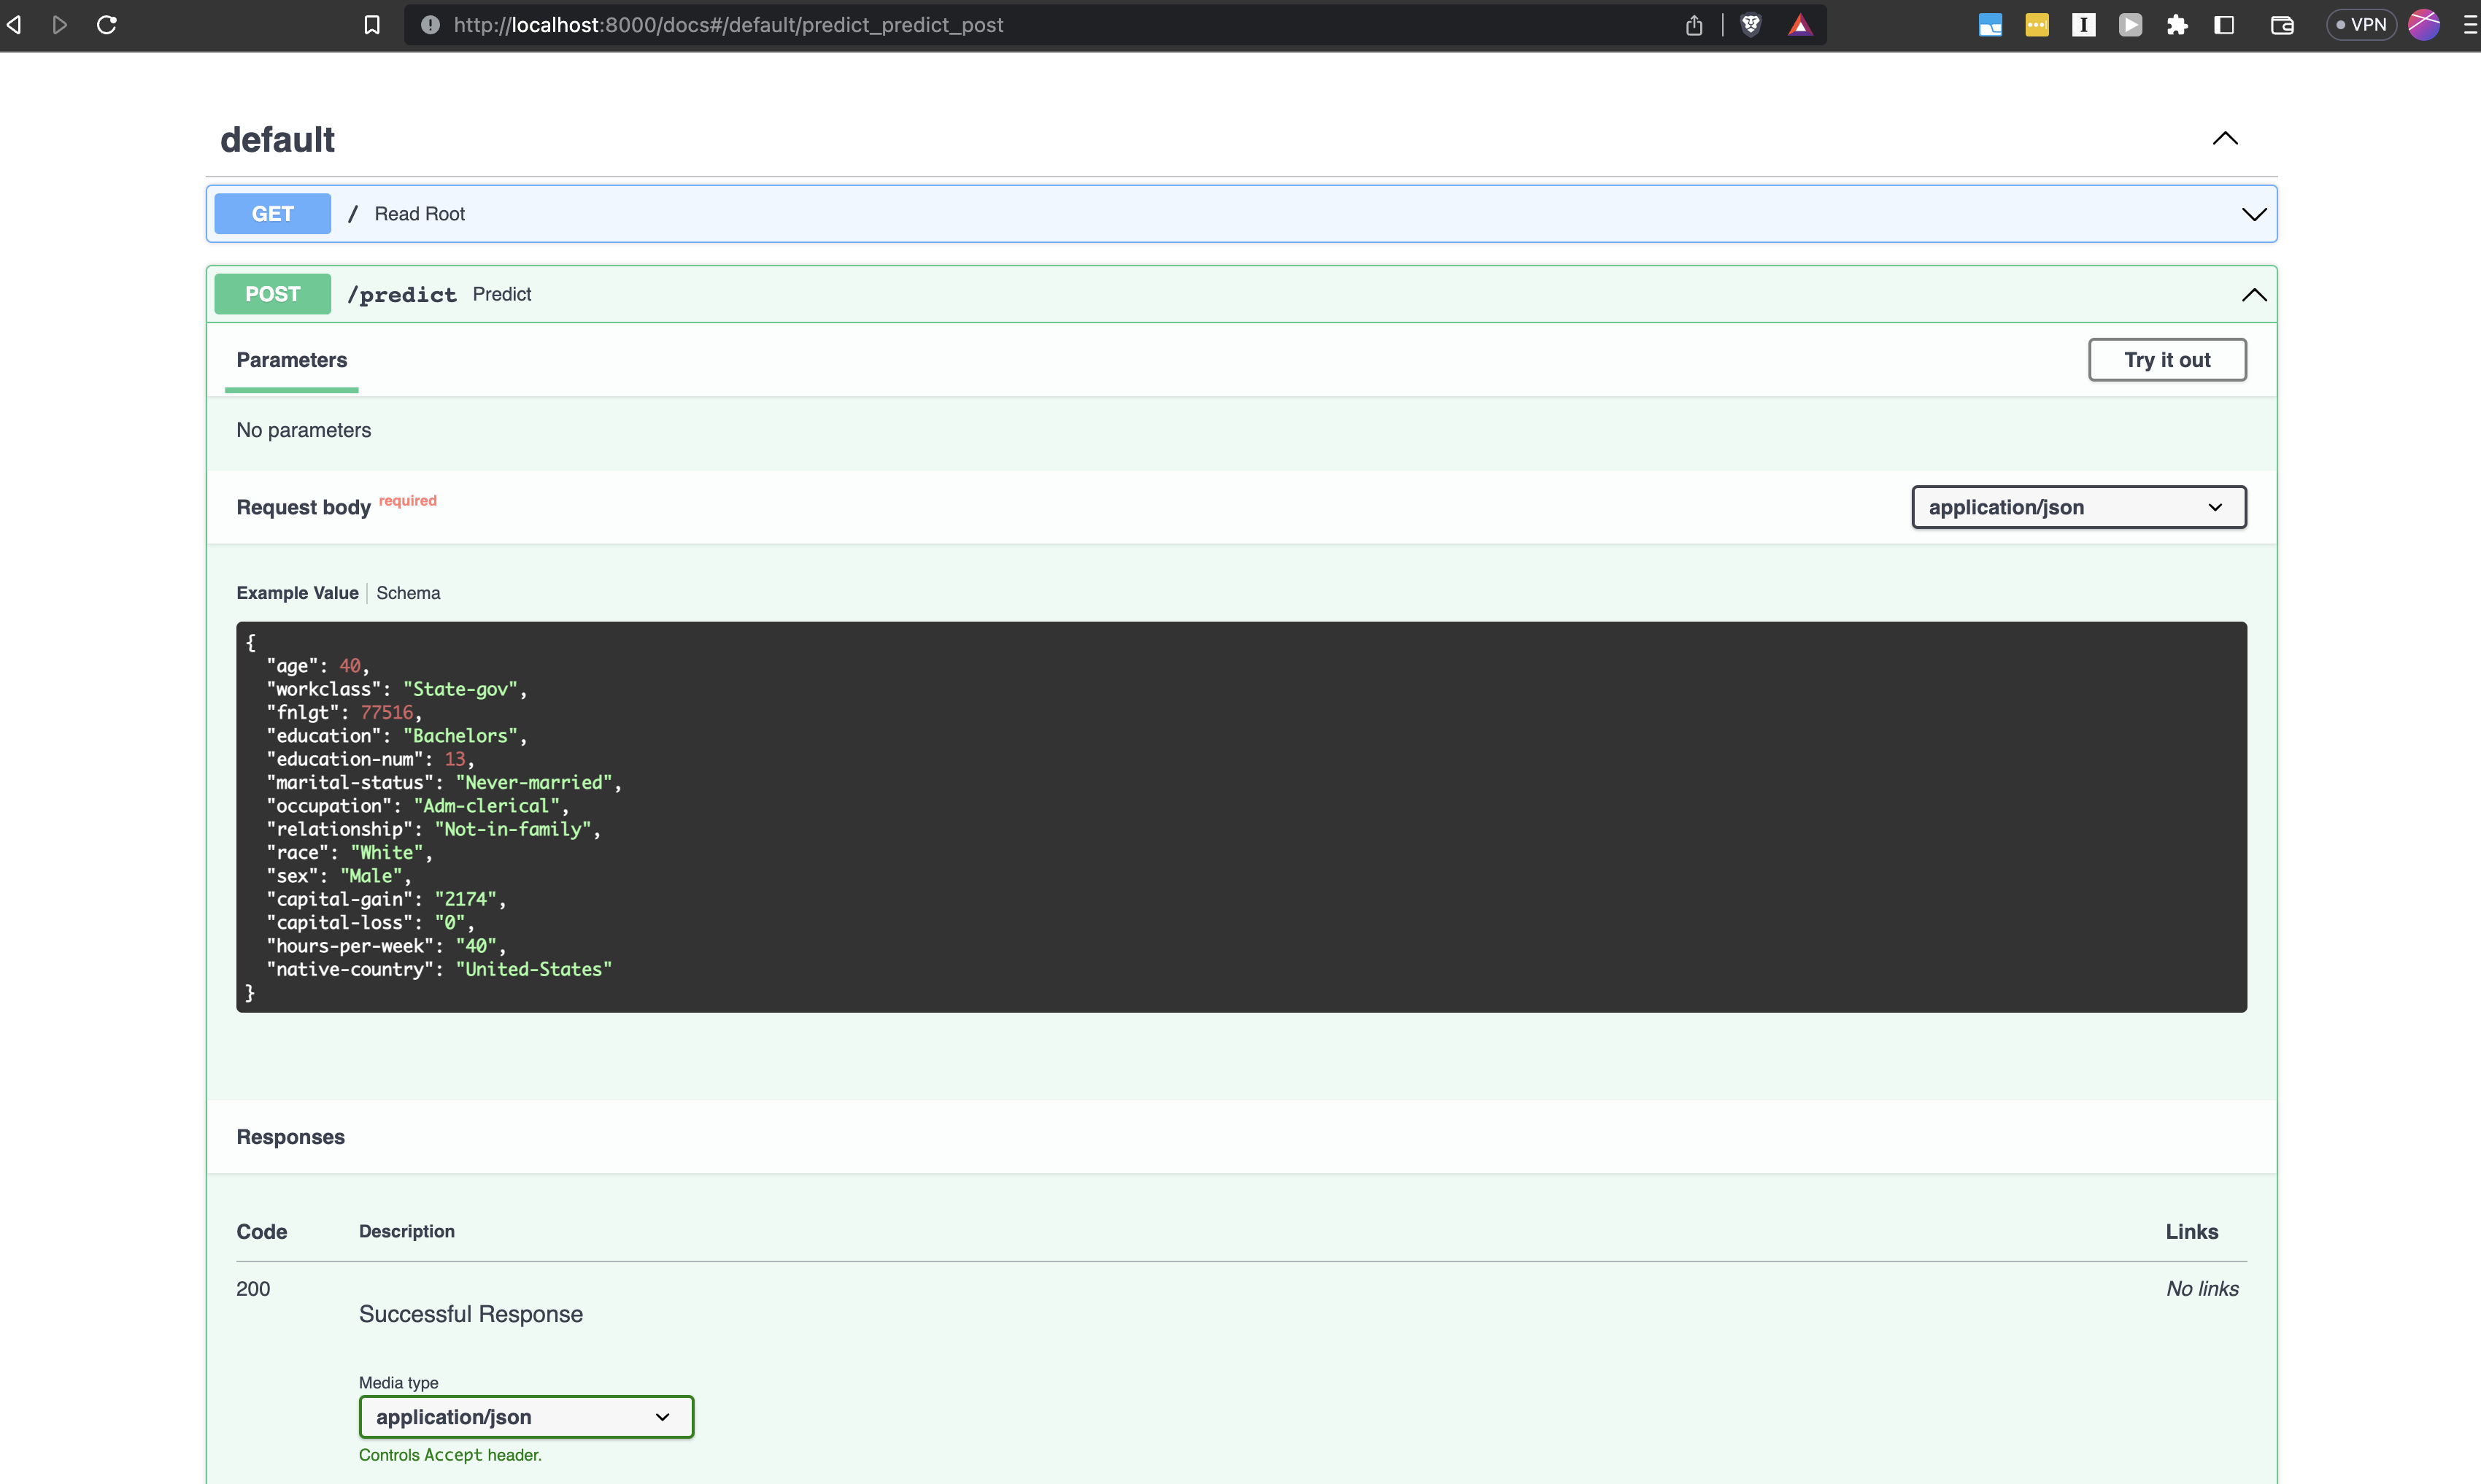 http://localhost:8000/docs#/default/predict_predict_post
VPN
default
GET / Read Root
POST /predict Predict
Parameters
Try it out
No parameters
Request body required
application/json
Example Value Schema
{
"age": 40,
"workclass": "State-gov",
"fnlgt": 77516,
"education": "Bachelors",
"education-num": 13,
"marital-status": "Never-married",
"occupation": "Adm-clerical",
"relationship": "Not-in-family",
"race": "White",
"sex": "Male",
"capital-gain": "2174",
"capital-loss": "0",
"hours-per-week": "40",
"native-country": "United-States"
}
Responses
Code Description Links
200 No links
Successful Response
Media type
application/json
Controls Accept header.